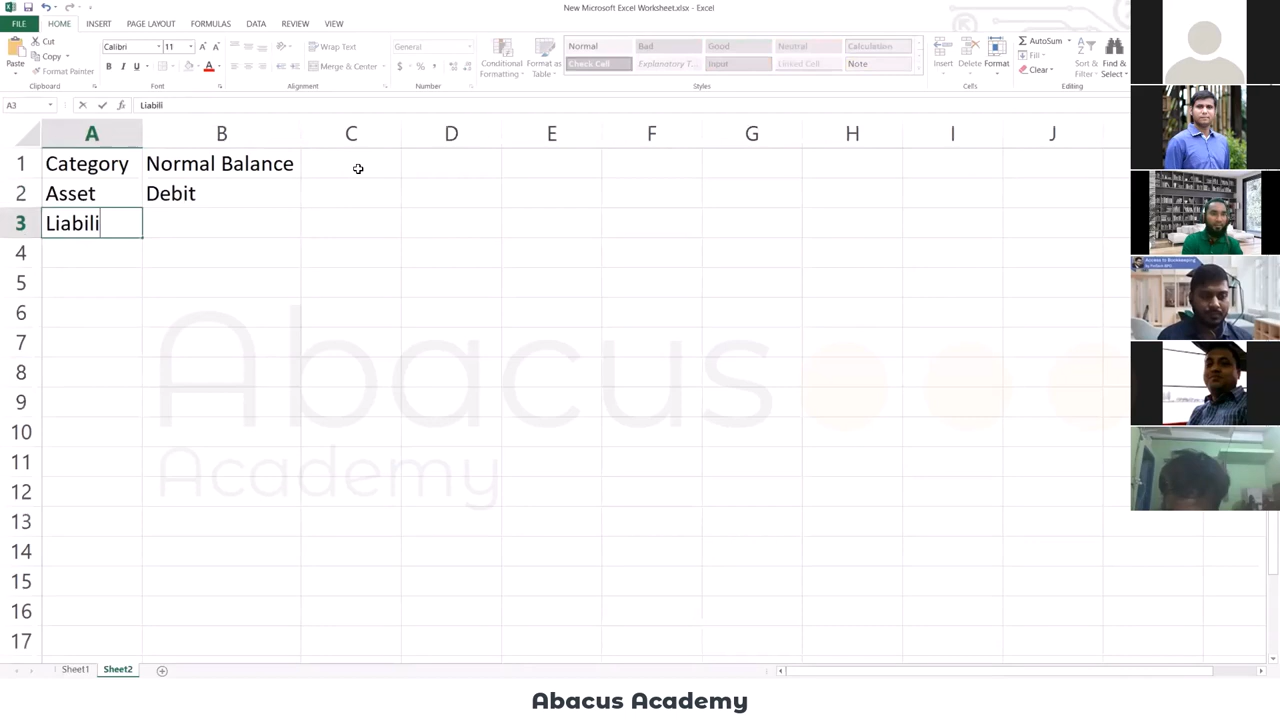 New Microsoft Excel Worksheet.xlsx - Excel
FILE HOME INSERT PAGE LAYOUT FORMULAS DATA REVIEW VIEW
Paste
Cut
Copy
Format Painter
Calibri 11
B I U
Wrap Text
Merge & Center
General
$ %
Conditional Formatting
Format as Table
Normal Bad Good Neutral Calculation
Check Cell Explanatory T... Input Linked Cell Note
Insert Delete Format
AutoSum
Fill
Clear
Sort & Filter
Find & Select
Clipboard Font Alignment Number Styles Cells Editing
A3 fx Liabili
A B C D E F G H I J
1 Category Normal Balance
2 Asset Debit
3 Liabili
4
5
6
7
8
9
10
11
12
13
14
15
16
17
Abacus
Academy
Access to Bookkeeping
Sheet1 Sheet2
Abacus Academy